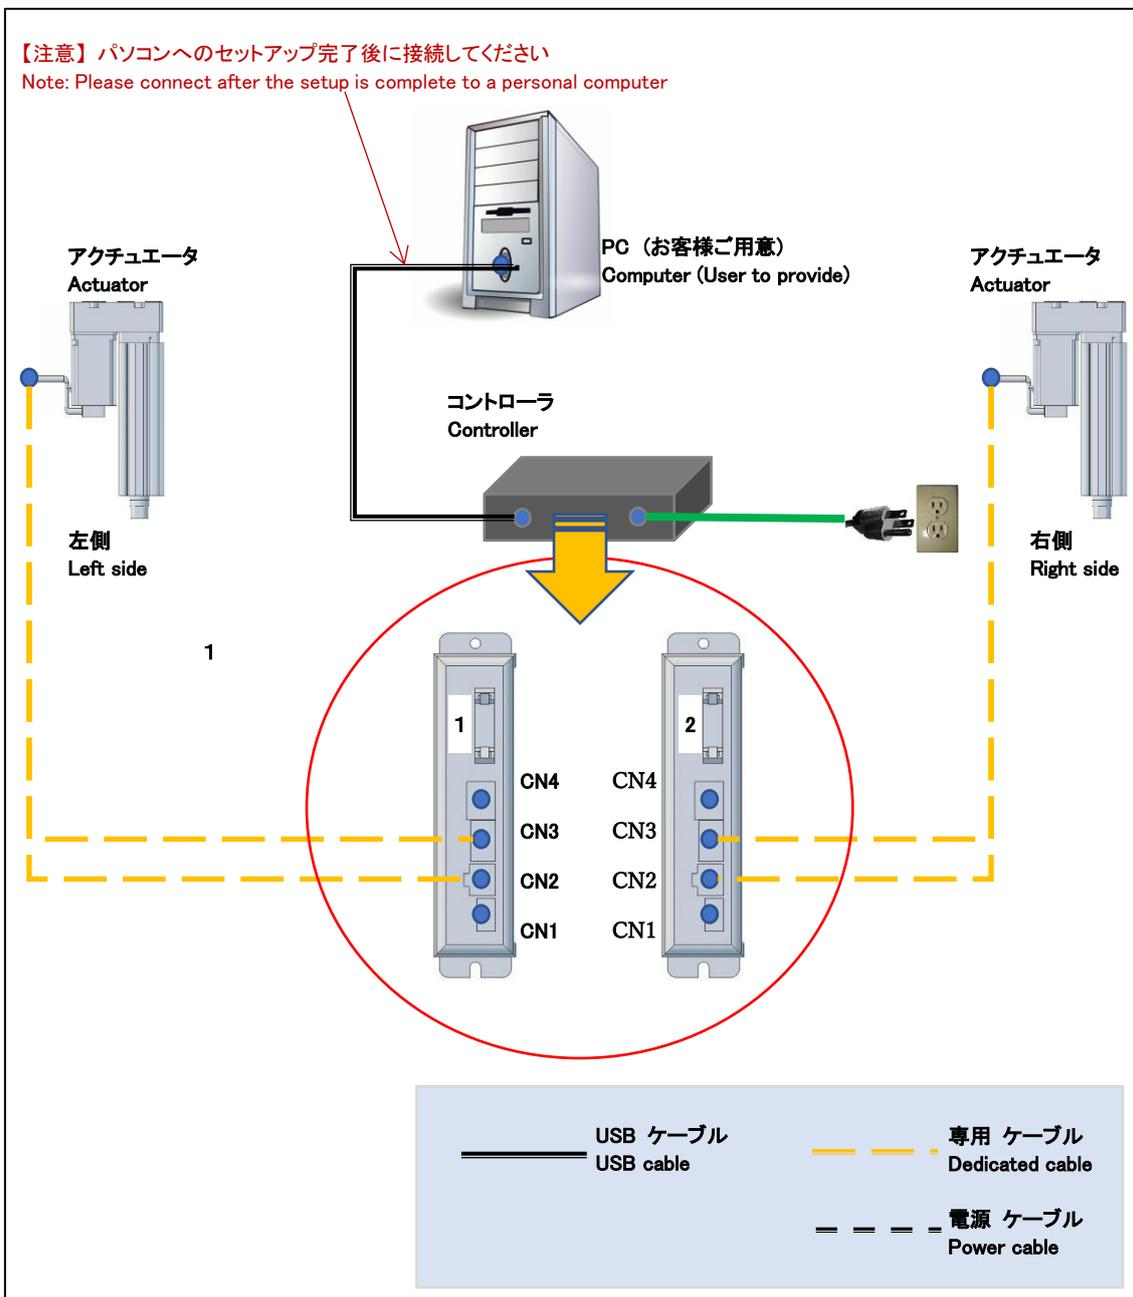 【注意】 パソコンへのセットアップ完了後に接続してください
Note: Please connect after the setup is complete to a personal computer
PC (お客様ご用意)
Computer (User to provide)
アクチュエータ
Actuator
アクチュエータ
Actuator
コントローラ
Controller
左側
Left side
右側
Right side
1
1
2
CN4
CN3
CN2
CN1
CN4
CN3
CN2
CN1
USB ケーブル
USB cable
専用 ケーブル
Dedicated cable
電源 ケーブル
Power cable